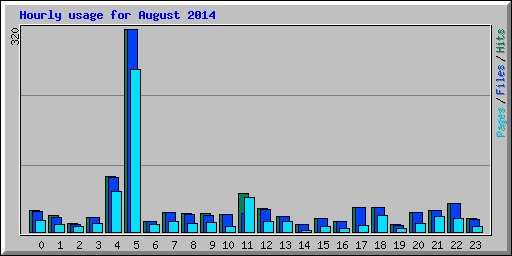 Hourly usage for August 2014
320
Pages/Files/Hits
0 1 2 3 4 5 6 7 8 9 10 11 12 13 14 15 16 17 18 19 20 21 22 23